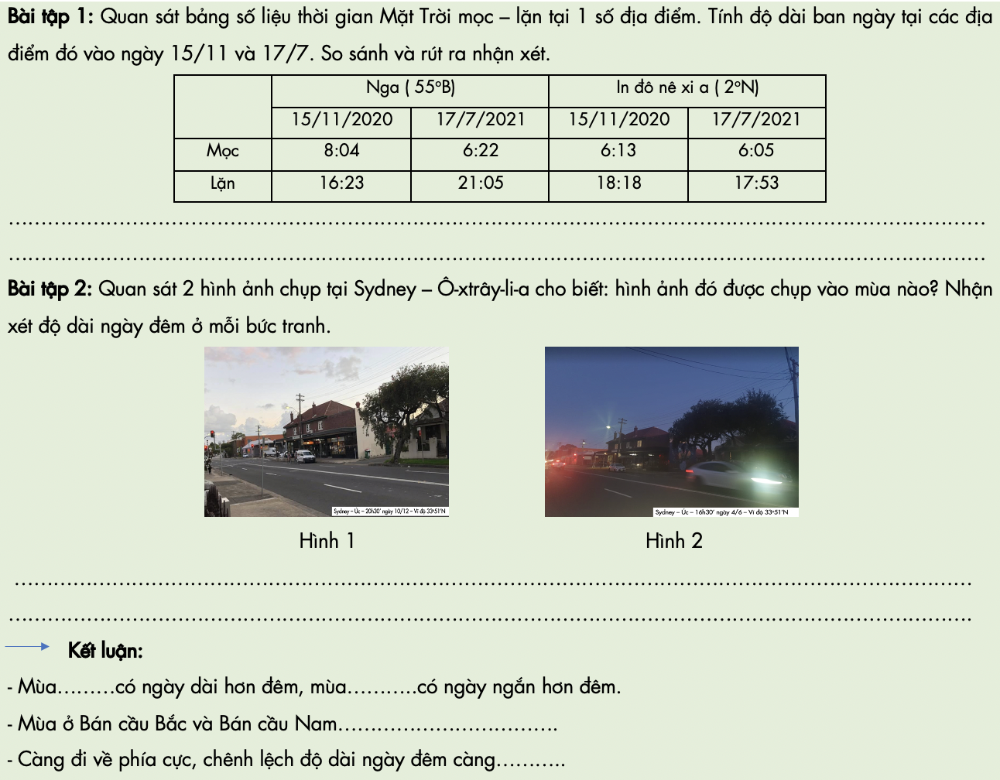 Bài tập 1: Quan sát bảng số liệu thời gian Mặt Trời mọc – lặn tại 1 số địa điểm. Tính độ dài ban ngày tại các địa
điểm đó vào ngày 15/11 và 17/7. So sánh và rút ra nhận xét.
Nga ( 55ºB) In đô nê xi a ( 2ºN)
15/11/2020 17/7/2021 15/11/2020 17/7/2021
Mọc 8:04 6:22 6:13 6:05
Lặn 16:23 21:05 18:18 17:53
……………………………………………………………………………………………………………………………………
……………………………………………………………………………………………………………………………………
Bài tập 2: Quan sát 2 hình ảnh chụp tại Sydney – Ô-xtrây-li-a cho biết: hình ảnh đó được chụp vào mùa nào? Nhận
xét độ dài ngày đêm ở mỗi bức tranh.
Sydney – Úc – 20h30’ ngày 10/12 – Vĩ độ 33º51’N
Sydney – Úc – 16h30’ ngày 4/6 – Vĩ độ 33º51’N
Hình 1 Hình 2
……………………………………………………………………………………………………………………………………
……………………………………………………………………………………………………………………………………
Kết luận:
- Mùa………có ngày dài hơn đêm, mùa………..có ngày ngắn hơn đêm.
- Mùa ở Bán cầu Bắc và Bán cầu Nam…………………………….
- Càng đi về phía cực, chênh lệch độ dài ngày đêm càng………..